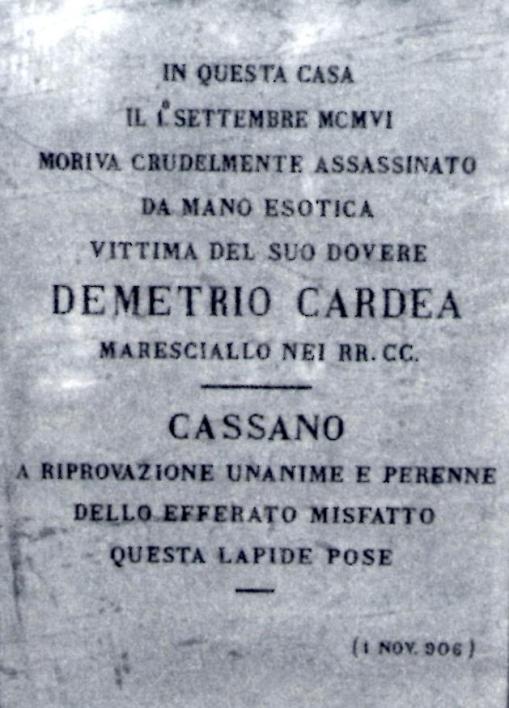 IN QUESTA CASA
IL 1° SETTEMBRE MCMVI
MORIVA CRUDELMENTE ASSASSINATO
DA MANO ESOTICA
VITTIMA DEL SUO DOVERE
DEMETRIO CARDEA
MARESCIALLO NEI RR. CC.
CASSANO
A RIPROVAZIONE UNANIME E PERENNE
DELLO EFFERATO MISFATTO
QUESTA LAPIDE POSE
(1 NOV. 906)